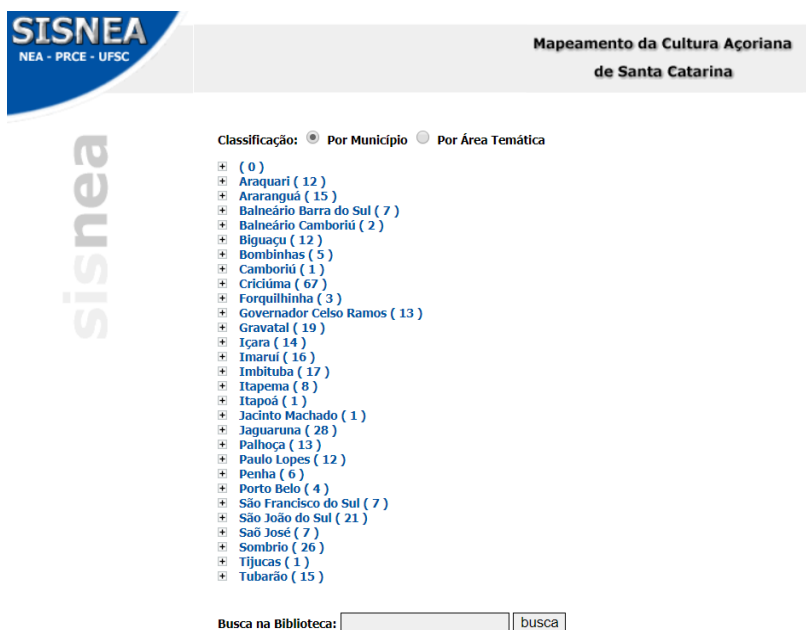 SISNEA
NEA - PRCE - UFSC
Mapeamento da Cultura Açoriana
de Santa Catarina
sisnea
Classificação: Por Município Por Área Temática
( 0 )
Araquari ( 12 )
Araranguá ( 15 )
Balneário Barra do Sul ( 7 )
Balneário Camboriú ( 2 )
Biguaçu ( 12 )
Bombinhas ( 5 )
Camboriú ( 1 )
Criciúma ( 67 )
Forquilhinha ( 3 )
Governador Celso Ramos ( 13 )
Gravatal ( 19 )
Içara ( 14 )
Imaruí ( 16 )
Imbituba ( 17 )
Itapema ( 8 )
Itapoá ( 1 )
Jacinto Machado ( 1 )
Jaguaruna ( 28 )
Palhoça ( 13 )
Paulo Lopes ( 12 )
Penha ( 6 )
Porto Belo ( 4 )
São Francisco do Sul ( 7 )
São João do Sul ( 21 )
Saõ José ( 7 )
Sombrio ( 26 )
Tijucas ( 1 )
Tubarão ( 15 )
Busca na Biblioteca: busca